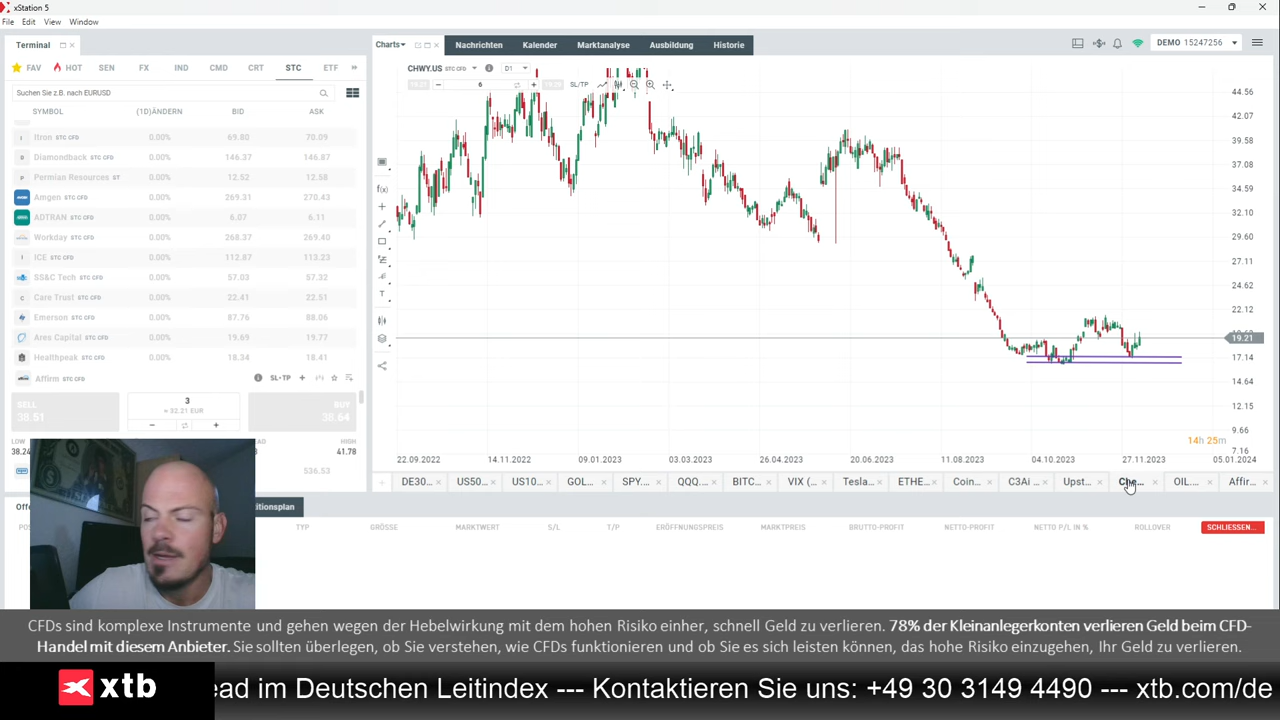 xStation 5
File Edit View Window
Terminal
Charts
Nachrichten
Kalender
Marktanalyse
Ausbildung
Historie
DEMO 15247256
FAV HOT SEN FX IND CMD CRT STC ETF
CHWY.US STC CFD
D1
Suchen Sie z.B. nach EURUSD
19.21 6 19.26 SL/TP
SYMBOL (1D)ÄNDERN BID ASK
Itron STC CFD 0.00% 69.80 70.09
Diamondback STC CFD 0.00% 146.37 146.87
Permian Resources ST 0.00% 12.52 12.58
Amgen STC CFD 0.00% 269.31 270.43
ADTRAN STC CFD 0.00% 6.07 6.11
Workday STC CFD 0.00% 268.37 269.40
ICE STC CFD 0.00% 112.87 113.23
SS&C Tech STC CFD 0.00% 57.03 57.32
Care Trust STC CFD 0.00% 22.41 22.51
Emerson STC CFD 0.00% 87.76 88.06
Ares Capital STC CFD 0.00% 19.69 19.77
Healthpeak STC CFD 0.00% 18.34 18.41
Affirm STC CFD
SL+TP
SELL
38.51
3
≈ 32.21 EUR
BUY
38.64
LOW
38.24
HIGH
41.78
536.53
44.56
42.07
39.58
37.08
34.59
32.10
29.60
27.11
24.62
22.12
19.21
17.14
14.64
12.15
9.66
7.16
14h 25m
22.09.2022 14.11.2022 09.01.2023 03.03.2023 26.04.2023 20.06.2023 11.08.2023 04.10.2023 27.11.2023 05.01.2024
DE30... US50... US10... GOL... SPY.... QQQ.... BITC... VIX (... Tesla... ETHE... Coin... C3Ai ... Upst... Che... OIL.... Affir...
TYP GRÖSSE MARKTWERT S/L T/P ERÖFFNUNGSPREIS MARKTPREIS BRUTTO-PROFIT NETTO-PROFIT NETTO P/L IN % ROLLOVER SCHLIESSEN...
CFDs sind komplexe Instrumente und gehen wegen der Hebelwirkung mit dem hohen Risiko einher, schnell Geld zu verlieren. 78% der Kleinanlegerkonten verlieren Geld beim CFD-
Handel mit diesem Anbieter. Sie sollten überlegen, ob Sie verstehen, wie CFDs funktionieren und ob Sie es sich leisten können, das hohe Risiko einzugehen, Ihr Geld zu verlieren.
xtb
ead im Deutschen Leitindex --- Kontaktieren Sie uns: +49 30 3149 4490 --- xtb.com/de